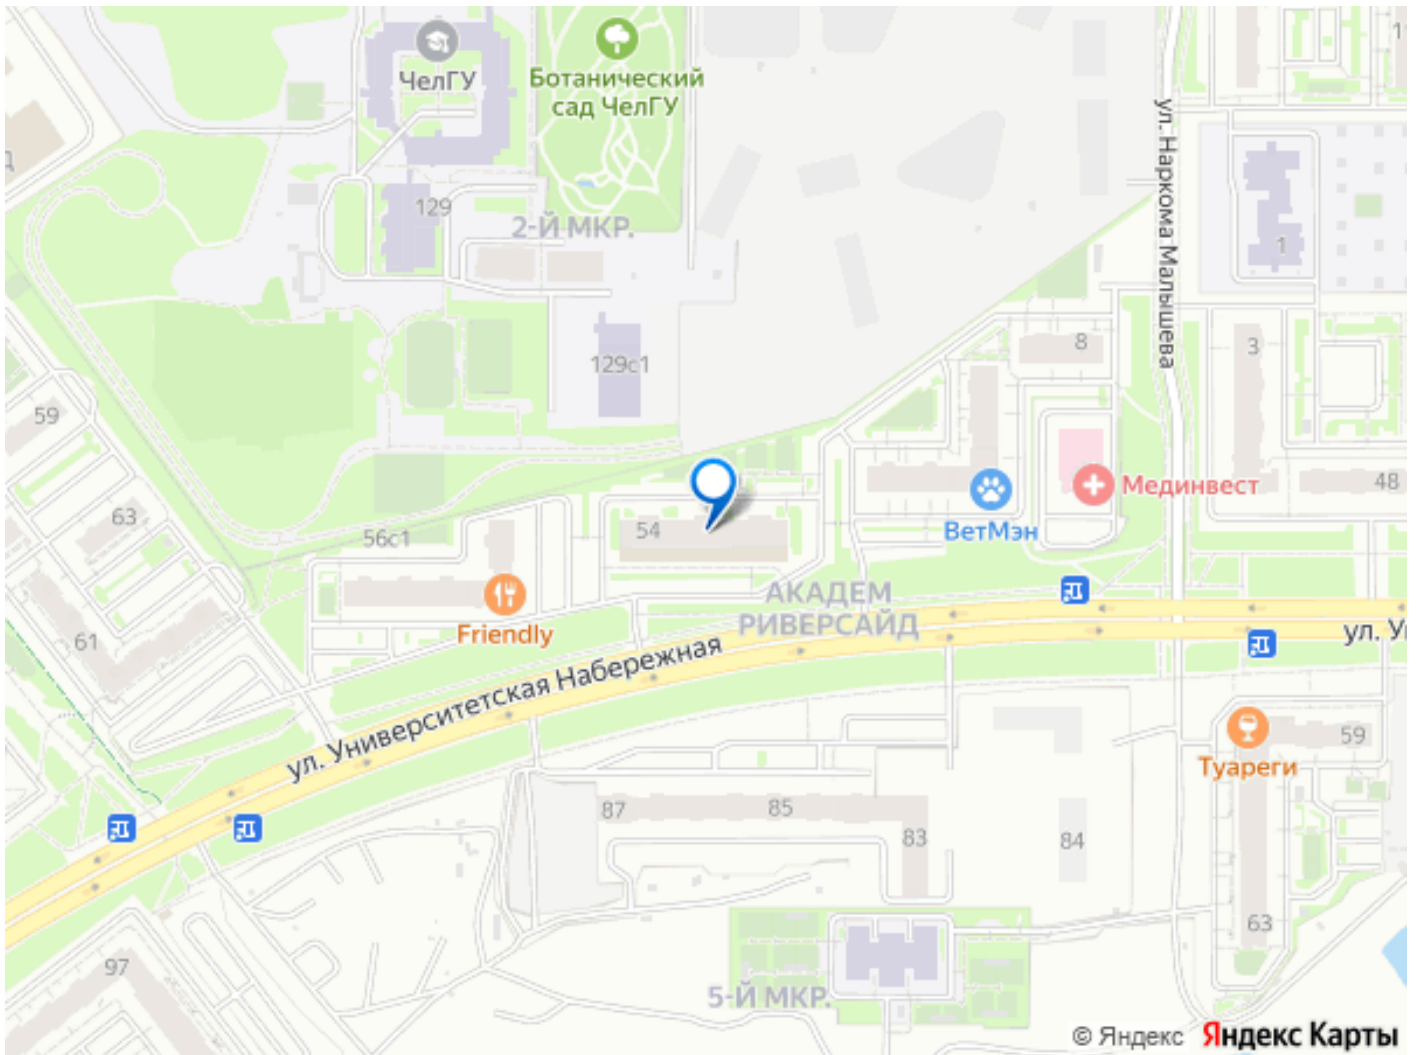 ЧелГУ
Ботанический
сад ЧелГУ
ул. Наркома Малышева
129
2-Й МКР.
1
129с1
8
3
59
48
Мединвест
63
54
56с1
ВетМэн
АКАДЕМ
РИВЕРСАЙД
Friendly
61
ул. Университетская Набережная
59
Туареги
87
85
83
84
63
97
5-Й МКР.
© Яндекс Яндекс Карты